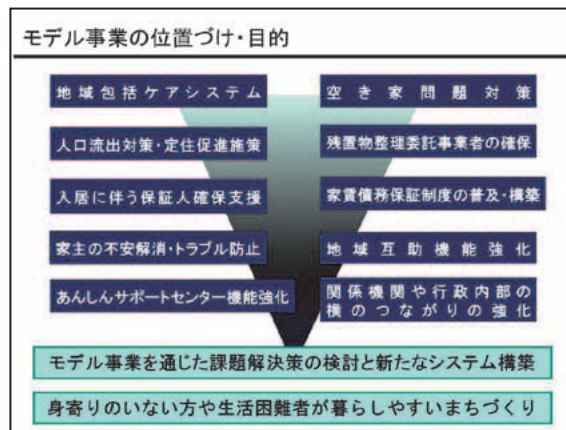 モデル事業の位置づけ・目的
地域包括ケアシステム
空き家問題対策
人口流出対策・定住促進施策
残置物整理委託事業者の確保
入居に伴う保証人確保支援
家賃債務保証制度の普及・構築
家主の不安解消・トラブル防止
地域互助機能強化
あんしんサポートセンター機能強化
関係機関や行政内部の
横のつながりの強化
モデル事業を通じた課題解決策の検討と新たなシステム構築
身寄りのいない方や生活困難者が暮らしやすいまちづくり